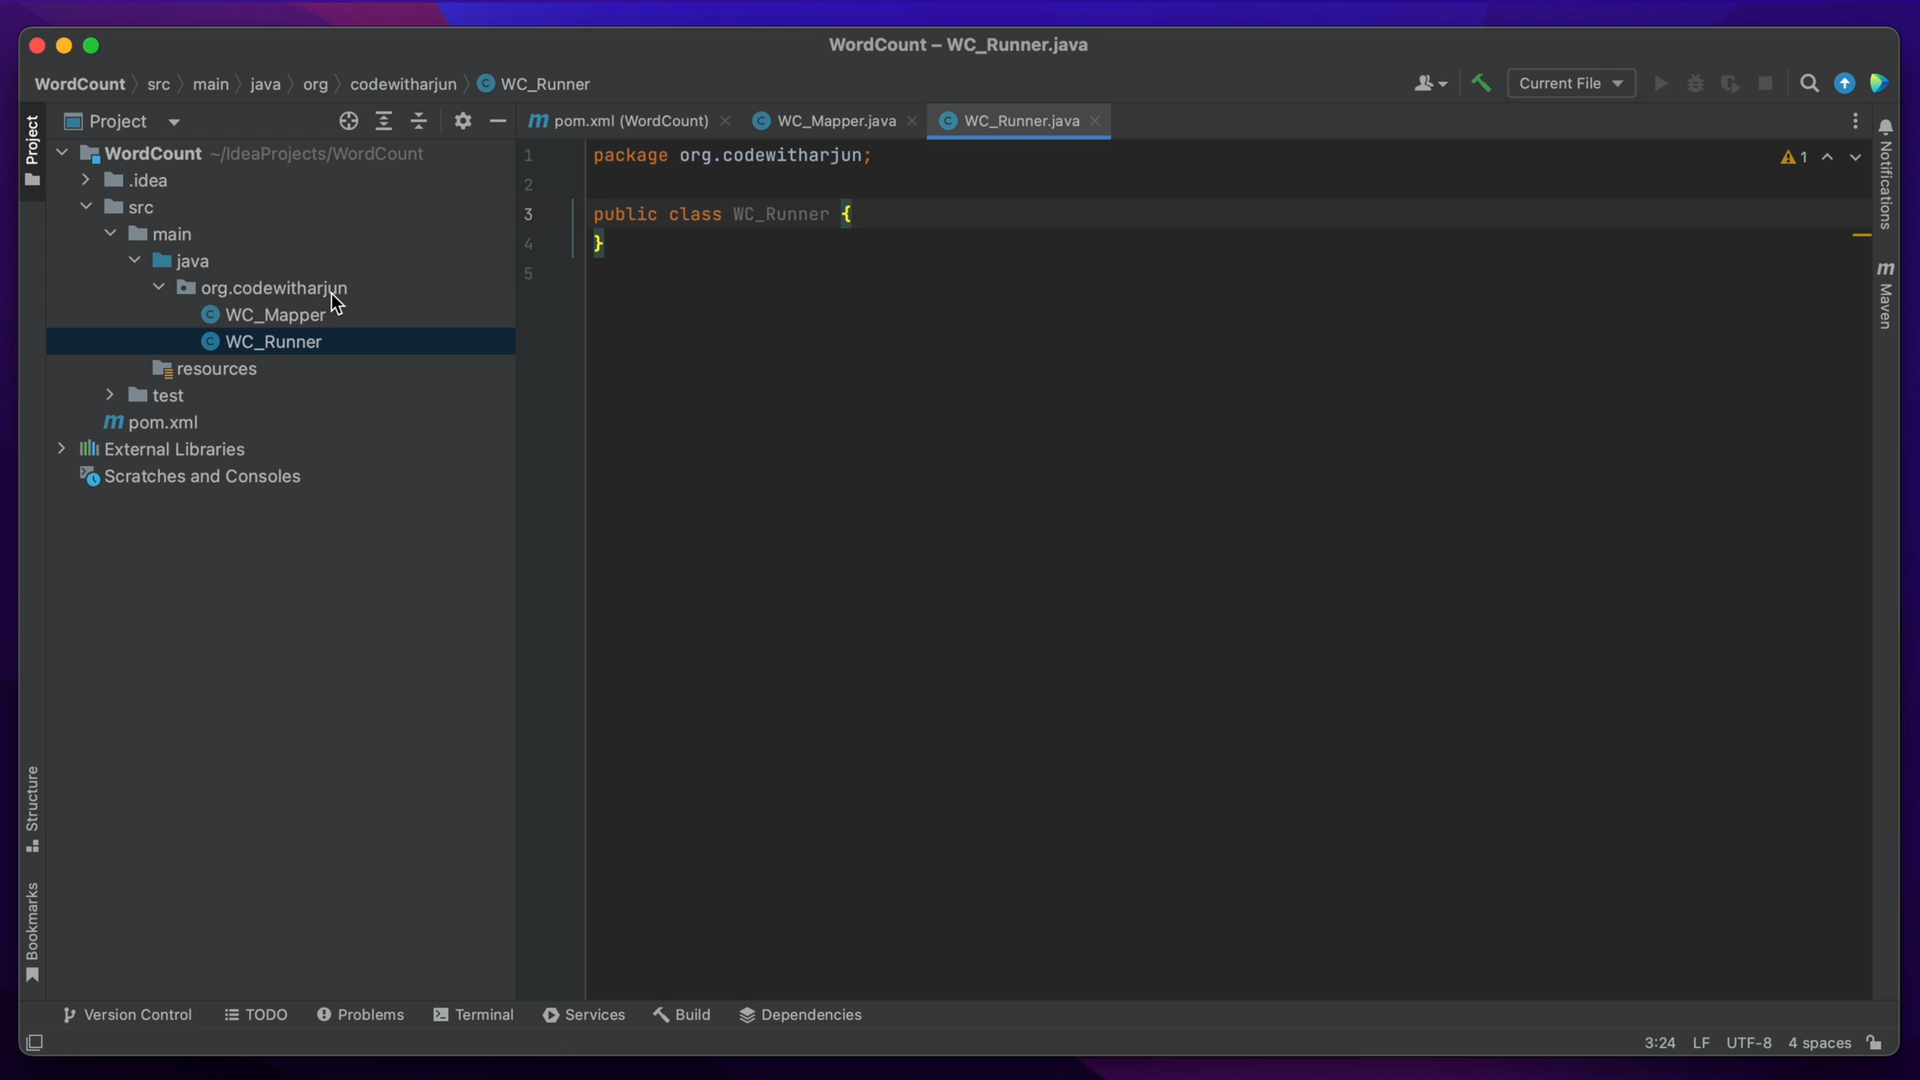 WordCount – WC_Runner.java
WordCount src main java org codewitharjun WC_Runner
Current File
Project
pom.xml (WordCount)
WC_Mapper.java
WC_Runner.java
Project
WordCount ~/IdeaProjects/WordCount
.idea
src
main
java
org.codewitharjun
WC_Mapper
WC_Runner
resources
test
pom.xml
External Libraries
Scratches and Consoles
1 package org.codewitharjun;
2
3 public class WC_Runner {
4 }
5
1
Notifications
Maven
Structure
Bookmarks
Version Control TODO Problems Terminal Services Build Dependencies
3:24 LF UTF-8 4 spaces